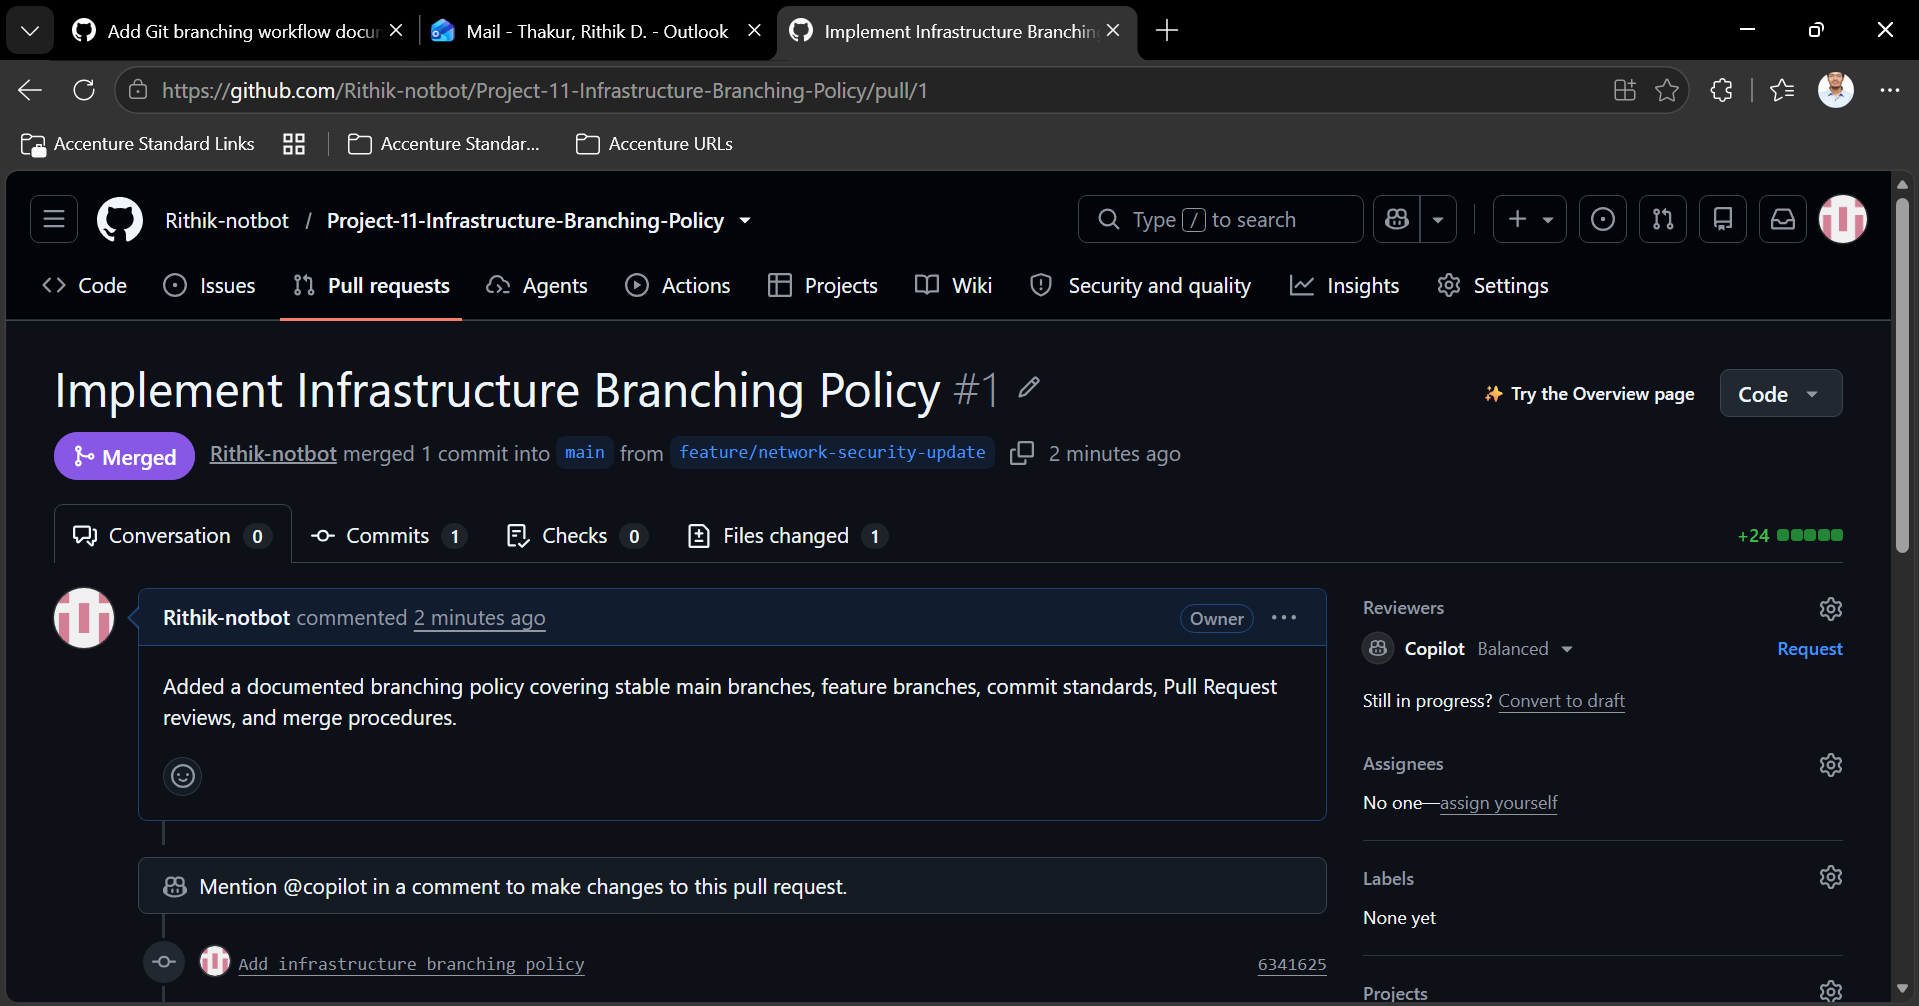 Add Git branching workflow docu
Mail - Thakur, Rithik D. - Outlook
Implement Infrastructure Branchin
https://github.com/Rithik-notbot/Project-11-Infrastructure-Branching-Policy/pull/1
Accenture Standard Links
Accenture Standar...
Accenture URLs
Rithik-notbot / Project-11-Infrastructure-Branching-Policy
Type / to search
Code
Issues
Pull requests
Agents
Actions
Projects
Wiki
Security and quality
Insights
Settings
Implement Infrastructure Branching Policy #1
Try the Overview page
Code
Merged
Rithik-notbot merged 1 commit into main from feature/network-security-update 2 minutes ago
Conversation 0
Commits 1
Checks 0
Files changed 1
+24
Rithik-notbot commented 2 minutes ago
Owner
Added a documented branching policy covering stable main branches, feature branches, commit standards, Pull Request
reviews, and merge procedures.
Mention @copilot in a comment to make changes to this pull request.
Add infrastructure branching policy
6341625
Reviewers
Copilot Balanced
Request
Still in progress? Convert to draft
Assignees
No one—assign yourself
Labels
None yet
Projects